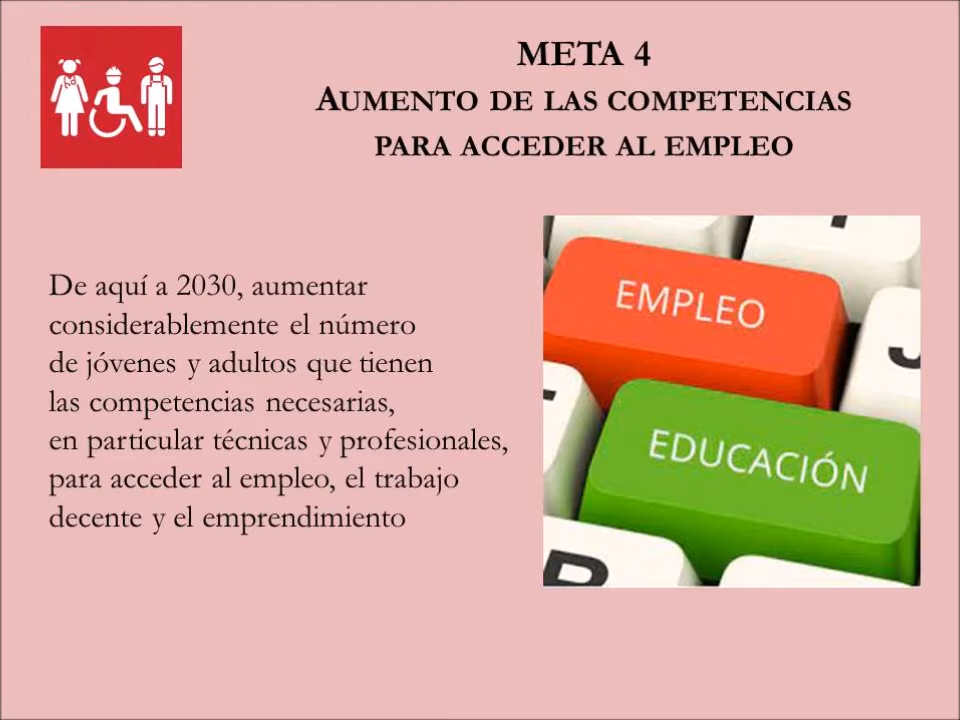 META 4
AUMENTO DE LAS COMPETENCIAS
PARA ACCEDER AL EMPLEO
De aquí a 2030, aumentar
considerablemente el número
de jóvenes y adultos que tienen
las competencias necesarias,
en particular técnicas y profesionales,
para acceder al empleo, el trabajo
decente y el emprendimiento
EMPLEO
EDUCACIÓN